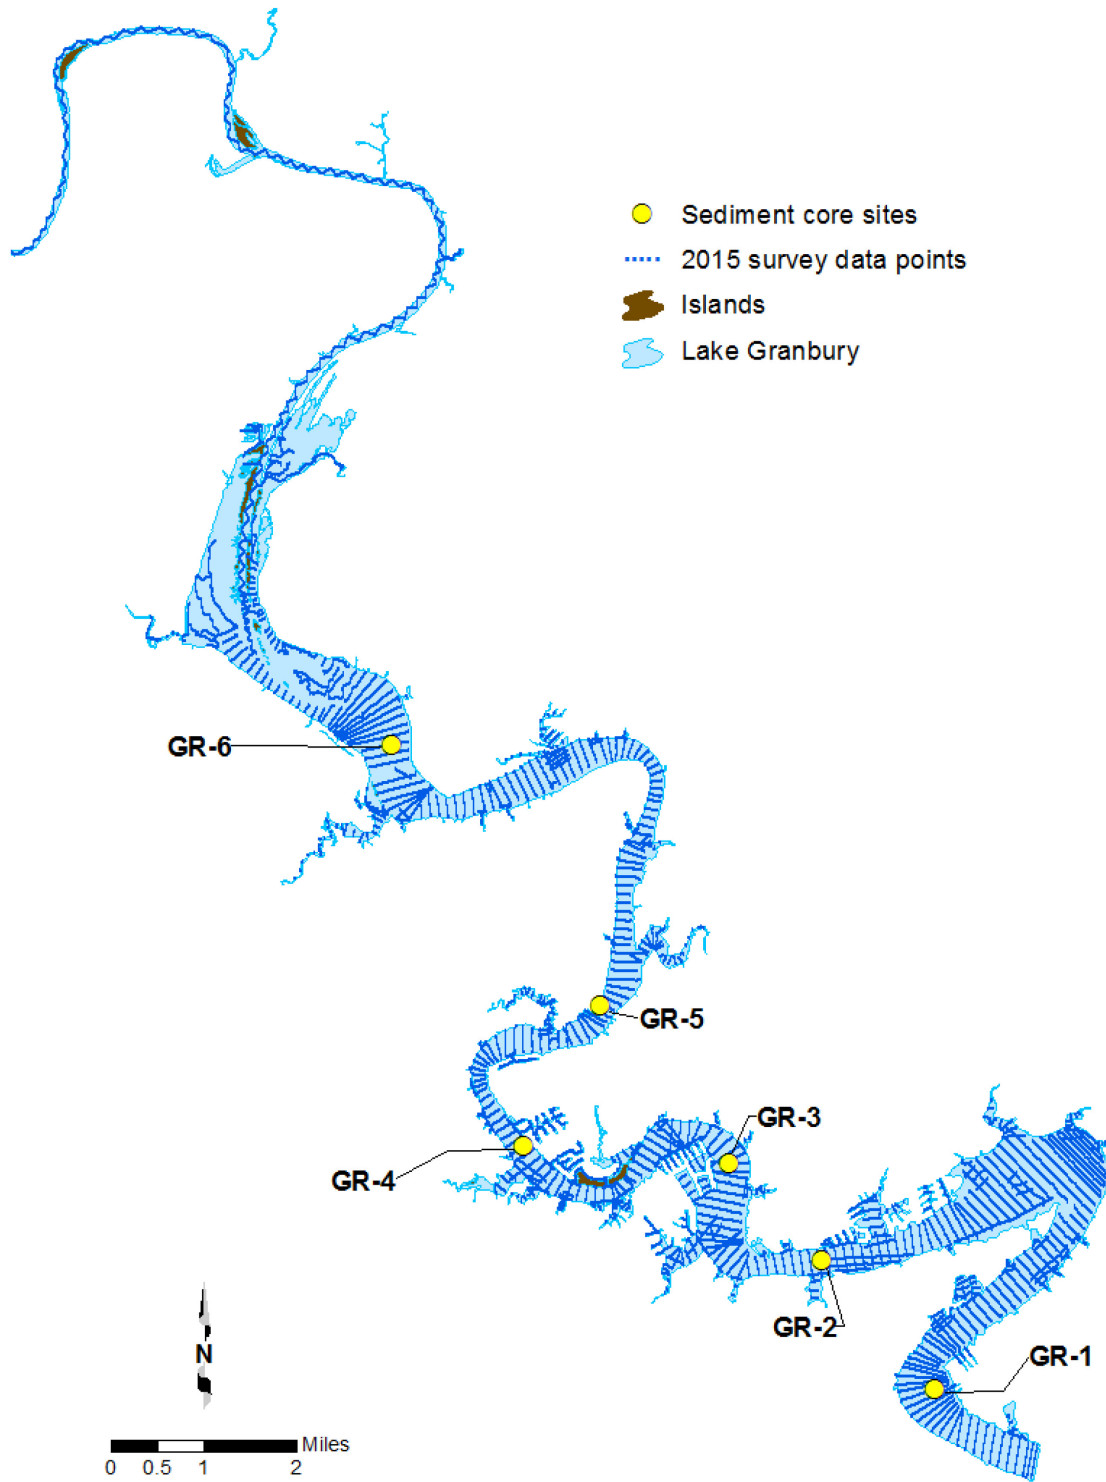 Sediment core sites
2015 survey data points
Islands
Lake Granbury
GR-6
GR-5
GR-3
GR-4
GR-2
GR-1
N
Miles
0 0.5 1 2